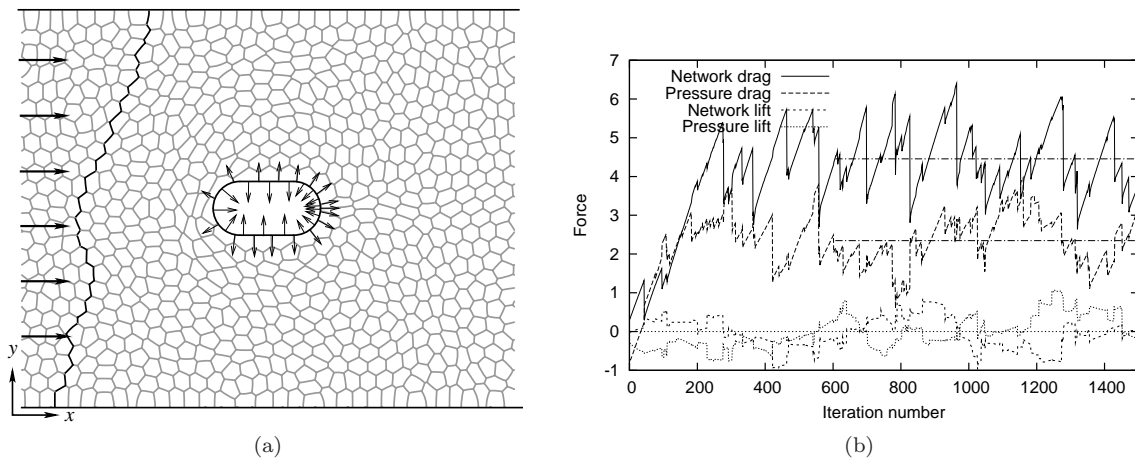 y
x
(a)
7
6
5
4
3
2
1
0
-1
Force
Network drag
Pressure drag
Network lift
Pressure lift
0 200 400 600 800 1000 1200 1400
Iteration number
(b)